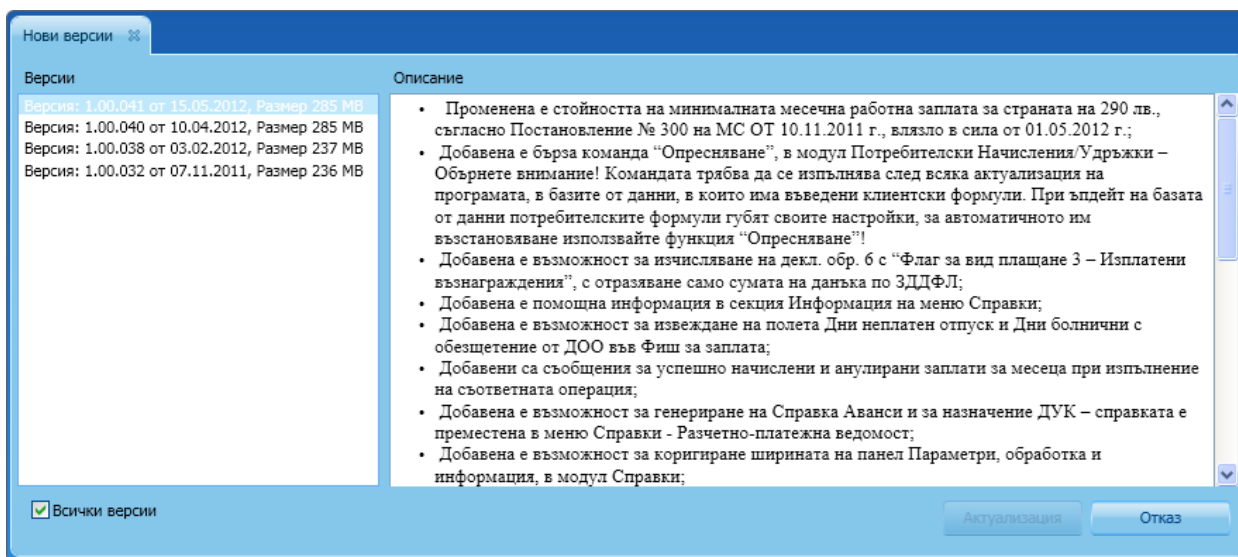 Нови версии
Версии
Версия: 1.00.041 от 15.05.2012, Размер 285 MB
Версия: 1.00.040 от 10.04.2012, Размер 285 MB
Версия: 1.00.038 от 03.02.2012, Размер 237 MB
Версия: 1.00.032 от 07.11.2011, Размер 236 MB
Описание
• Променена е стойността на минималната месечна работна заплата за страната на 290 лв.,
съгласно Постановление № 300 на МС ОТ 10.11.2011 г., влязло в сила от 01.05.2012 г.;
• Добавена е бърза команда “Опресняване”, в модул Потребителски Начисления/Удръжки –
Обърнете внимание! Командата трябва да се изпълнява след всяка актуализация на
програмата, в базите от данни, в които има въведени клиентски формули. При ъпдейт на базата
от данни потребителските формули губят своите настройки, за автоматичното им
възстановяване използвайте функция “Опресняване”!
• Добавена е възможност за изчисляване на декл. обр. 6 с “Флаг за вид плащане 3 – Изплатени
възнаграждения”, с отразяване само сумата на данъка по ЗДДФЛ;
• Добавена е помощна информация в секция Информация на меню Справки;
• Добавена е възможност за извеждане на полета Дни неплатен отпуск и Дни болнични с
обезщетение от ДОО във Фиш за заплата;
• Добавени са съобщения за успешно начислени и анулирани заплати за месеца при изпълнение
на съответната операция;
• Добавена е възможност за генериране на Справка Аванси и за назначение ДУК – справката е
преместена в меню Справки - Разчетно-платежна ведомост;
• Добавена е възможност за коригиране ширината на панел Параметри, обработка и
информация, в модул Справки;
Всички версии
Актуализация
Отказ